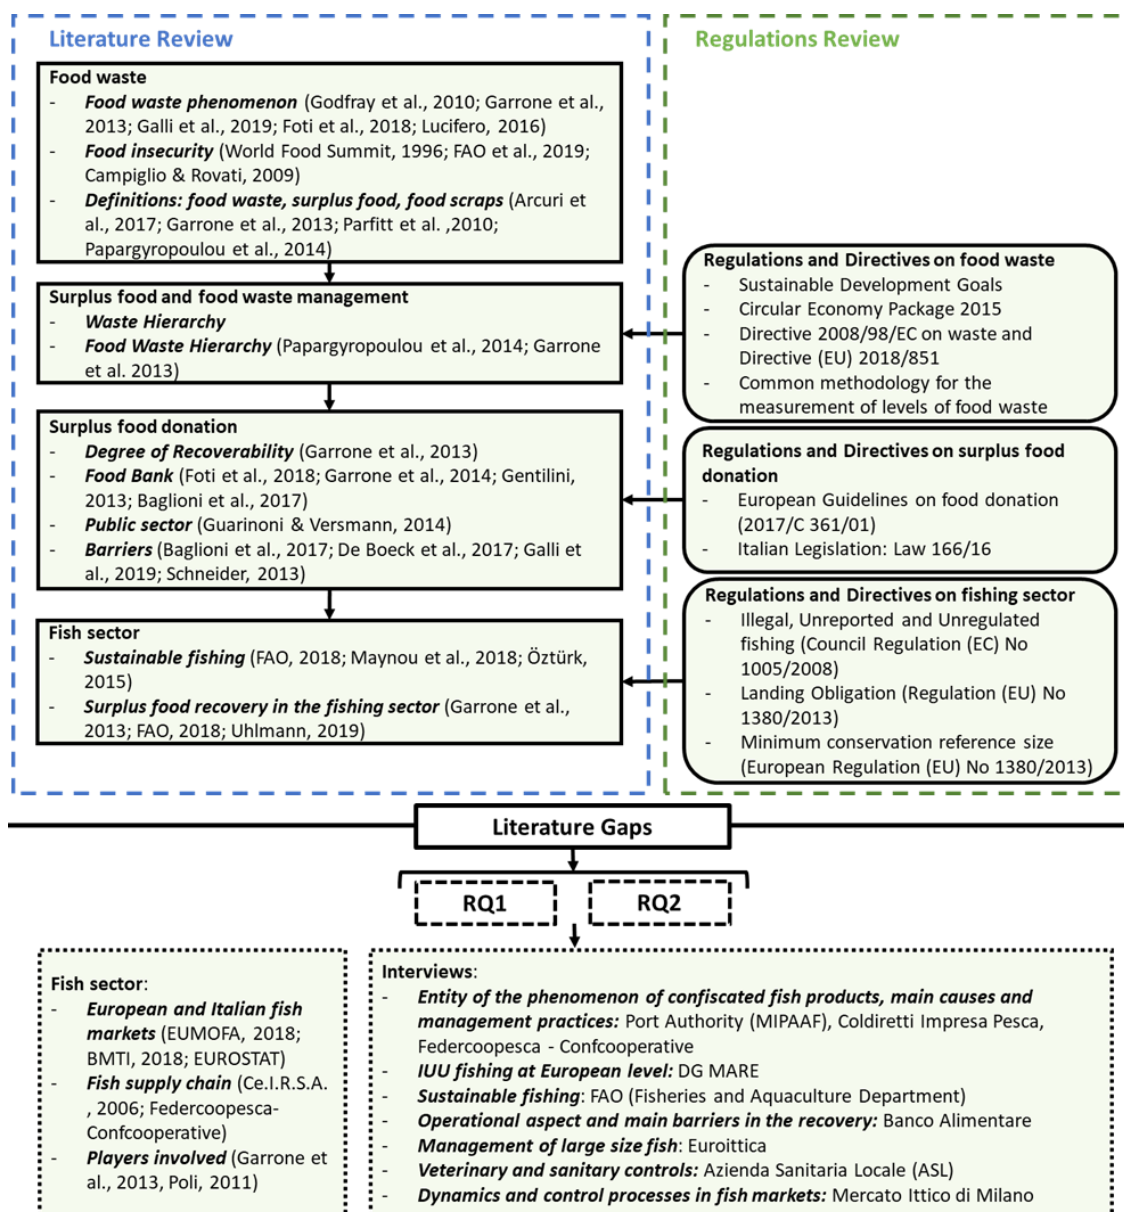 Literature Review
Food waste
- Food waste phenomenon (Godfray et al., 2010; Garrone et al.,
2013; Galli et al., 2019; Foti et al., 2018; Lucifero, 2016)
- Food insecurity (World Food Summit, 1996; FAO et al., 2019;
Campiglio & Rovati, 2009)
- Definitions: food waste, surplus food, food scraps (Arcuri et
al., 2017; Garrone et al., 2013; Parfitt et al. ,2010;
Papargyropoulou et al., 2014)
Surplus food and food waste management
- Waste Hierarchy
- Food Waste Hierarchy (Papargyropoulou et al., 2014; Garrone
et al. 2013)
Surplus food donation
- Degree of Recoverability (Garrone et al., 2013)
- Food Bank (Foti et al., 2018; Garrone et al., 2014; Gentilini,
2013; Baglioni et al., 2017)
- Public sector (Guarinoni & Versmann, 2014)
- Barriers (Baglioni et al., 2017; De Boeck et al., 2017; Galli et
al., 2019; Schneider, 2013)
Fish sector
- Sustainable fishing (FAO, 2018; Maynou et al., 2018; Öztürk,
2015)
- Surplus food recovery in the fishing sector (Garrone et al.,
2013; FAO, 2018; Uhlmann, 2019)
Regulations Review
Regulations and Directives on food waste
- Sustainable Development Goals
- Circular Economy Package 2015
- Directive 2008/98/EC on waste and
Directive (EU) 2018/851
- Common methodology for the
measurement of levels of food waste
Regulations and Directives on surplus food
donation
- European Guidelines on food donation
(2017/C 361/01)
- Italian Legislation: Law 166/16
Regulations and Directives on fishing sector
- Illegal, Unreported and Unregulated
fishing (Council Regulation (EC) No
1005/2008)
- Landing Obligation (Regulation (EU) No
1380/2013)
- Minimum conservation reference size
(European Regulation (EU) No 1380/2013)
Literature Gaps
RQ1
RQ2
Fish sector:
- European and Italian fish
markets (EUMOFA, 2018;
BMTI, 2018; EUROSTAT)
- Fish supply chain (Ce.I.R.S.A.
, 2006; Federcoopesca-
Confcooperative)
- Players involved (Garrone et
al., 2013, Poli, 2011)
Interviews:
- Entity of the phenomenon of confiscated fish products, main causes and
management practices: Port Authority (MIPAAF), Coldiretti Impresa Pesca,
Federcoopesca - Confcooperative
- IUU fishing at European level: DG MARE
- Sustainable fishing: FAO (Fisheries and Aquaculture Department)
- Operational aspect and main barriers in the recovery: Banco Alimentare
- Management of large size fish: Euroittica
- Veterinary and sanitary controls: Azienda Sanitaria Locale (ASL)
- Dynamics and control processes in fish markets: Mercato Ittico di Milano